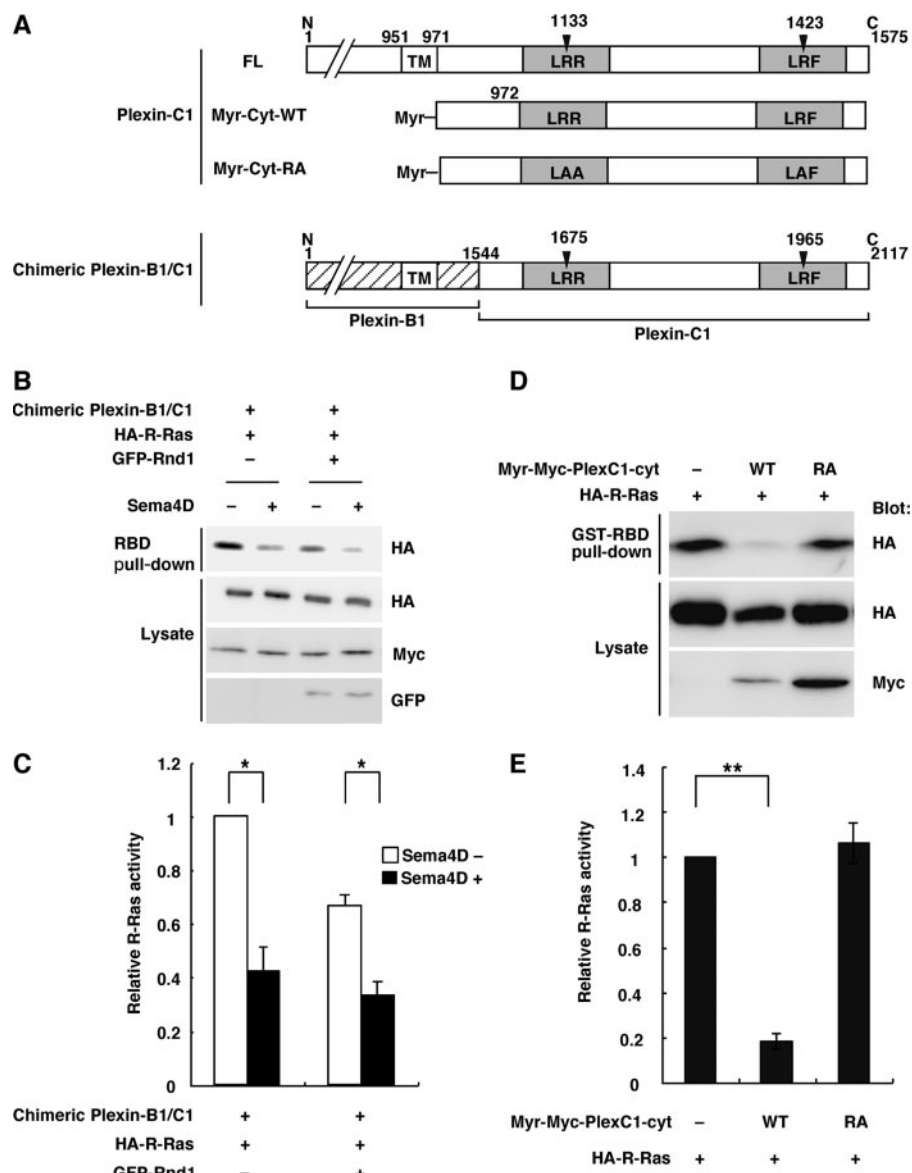 A
N
1
951 971
1133
1423
C
1575
FL
TM
LRR
LRF
Plexin-C1
Myr-Cyt-WT
972
Myr
LRR
LRF
Myr-Cyt-RA
Myr
LAA
LAF
N
1
1544
1675
1965
C
2117
Chimeric Plexin-B1/C1
TM
LRR
LRF
Plexin-B1
Plexin-C1
B
Chimeric Plexin-B1/C1 + +
HA-R-Ras + +
GFP-Rnd1 – +
Sema4D – + – +
RBD pull-down
HA
Lysate
HA
Myc
GFP
D
Myr-Myc-PlexC1-cyt – WT RA
HA-R-Ras + + +
Blot:
GST-RBD pull-down
HA
Lysate
HA
Myc
C
Relative R-Ras activity
1.2
1
0.8
0.6
0.4
0.2
0
* *
Sema4D –
Sema4D +
Chimeric Plexin-B1/C1 + +
HA-R-Ras + +
GFP-Rnd1 – +
E
Relative R-Ras activity
1.4
1.2
1
0.8
0.6
0.4
0.2
0
**
Myr-Myc-PlexC1-cyt – WT RA
HA-R-Ras + + +